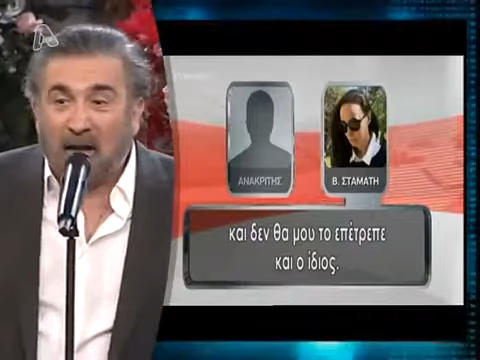 ΑΝΑΚΡΙΤΗΣ
Β. ΣΤΑΜΑΤΗ
και δεν θα μου το επέτρεπε
και ο ίδιος.